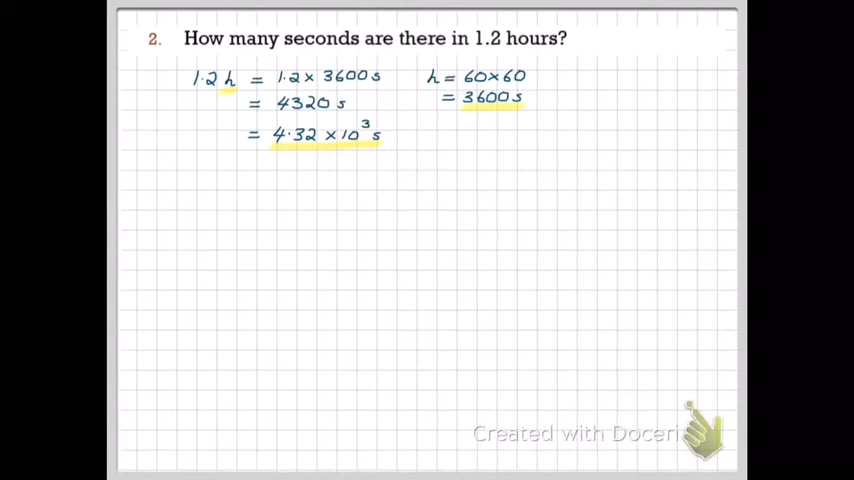 2. How many seconds are there in 1.2 hours?
1.2 h = 1.2 × 3600 s h = 60 × 60
= 4320 s = 3600 s
= 4.32 × 10³ s
Created with Doceri